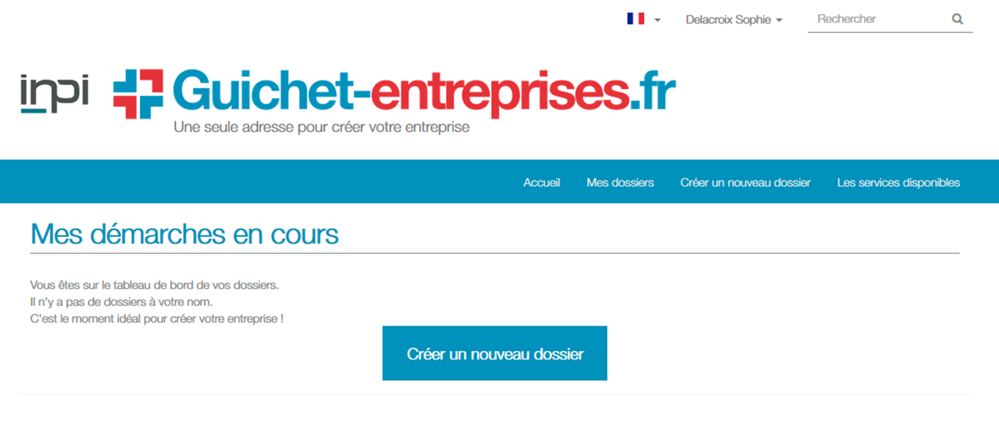 Delacroix Sophie
Rechercher
inpi
Guichet-entreprises.fr
Une seule adresse pour créer votre entreprise
Accueil Mes dossiers Créer un nouveau dossier Les services disponibles
Mes démarches en cours
Vous êtes sur le tableau de bord de vos dossiers.
Il n'y a pas de dossiers à votre nom.
C'est le moment idéal pour créer votre entreprise !
Créer un nouveau dossier